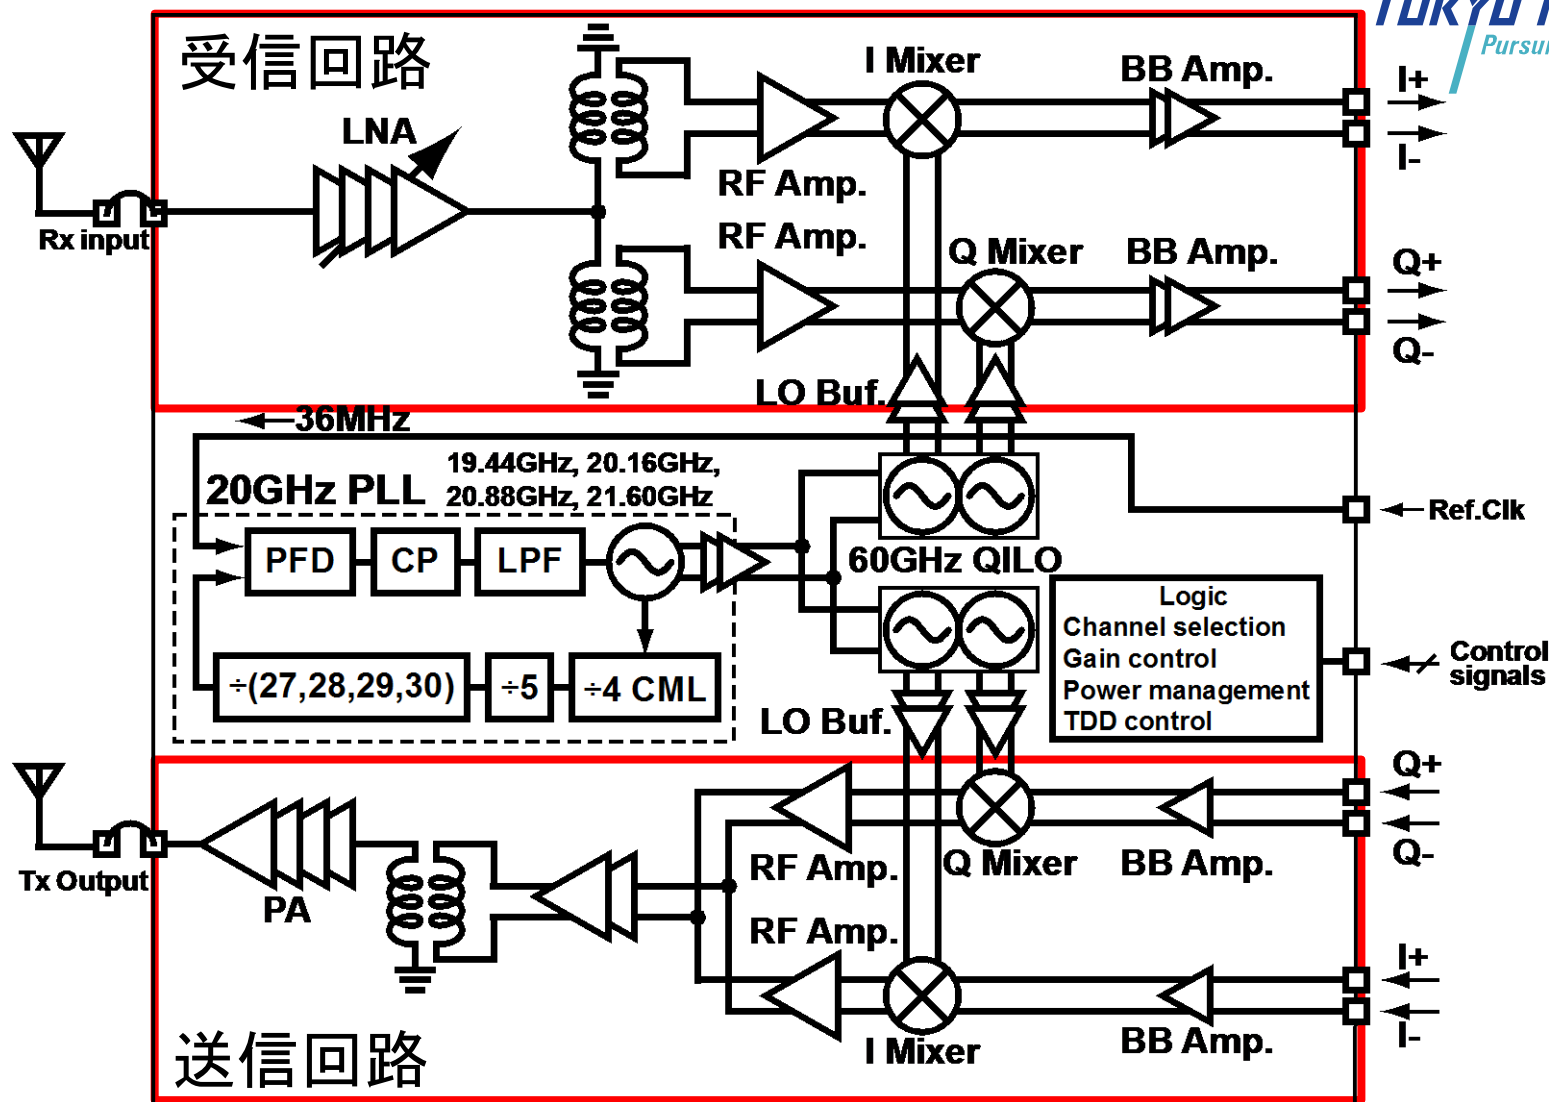 TOKYO T
Pursu
受信回路
I Mixer
BB Amp.
I+
I-
LNA
RF Amp.
Rx input
RF Amp.
Q Mixer
BB Amp.
Q+
Q-
LO Buf.
36MHz
19.44GHz, 20.16GHz,
20GHz PLL
20.88GHz, 21.60GHz
Ref.Clk
PFD
CP
LPF
60GHz QILO
Logic
Channel selection
Gain control
Power management
TDD control
Control
signals
÷(27,28,29,30)
÷5
÷4 CML
LO Buf.
Q+
Q-
Tx Output
PA
RF Amp.
Q Mixer
BB Amp.
RF Amp.
I+
I-
送信回路
I Mixer
BB Amp.